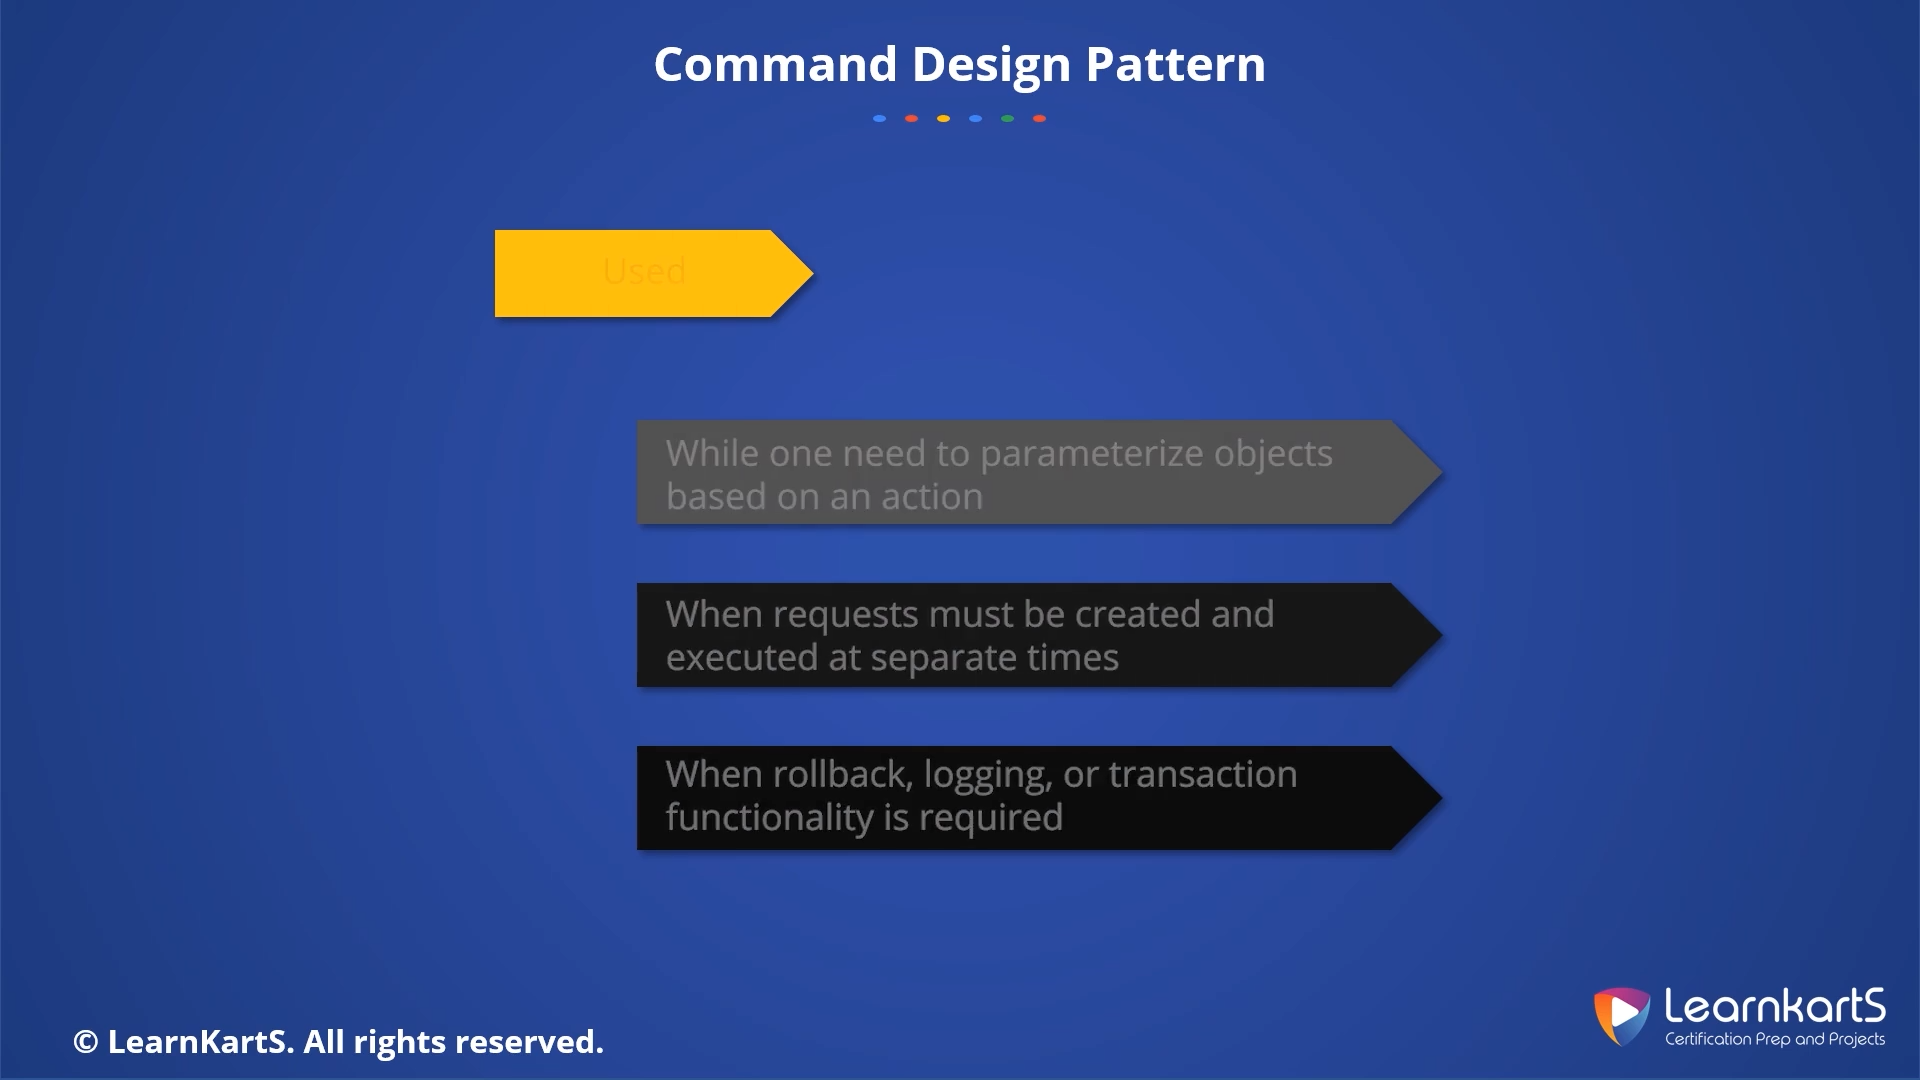 Command Design Pattern
Used
While one need to parameterize objects
based on an action
When requests must be created and
executed at separate times
When rollback, logging, or transaction
functionality is required
© LearnKartS. All rights reserved.
LearnkartS
Certification Prep and Projects